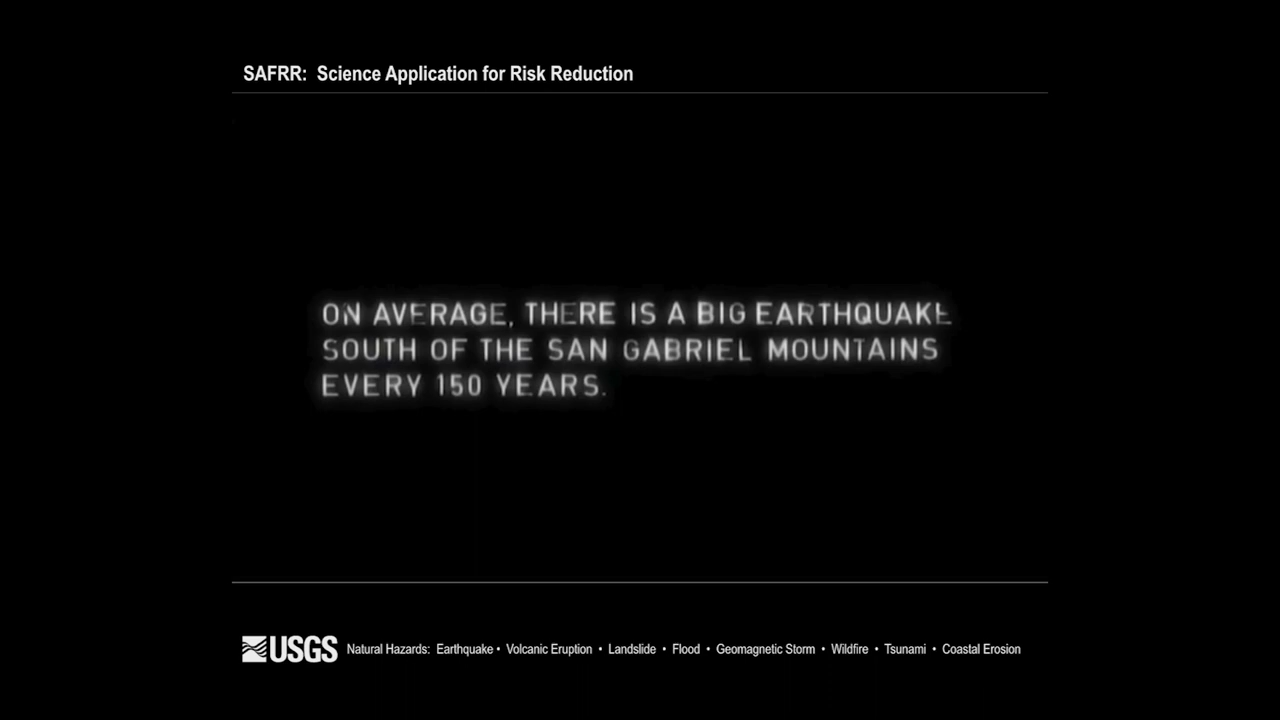 SAFRR: Science Application for Risk Reduction
ON AVERAGE, THERE IS A BIG EARTHQUAKE
SOUTH OF THE SAN GABRIEL MOUNTAINS
EVERY 150 YEARS.
USGS Natural Hazards: Earthquake • Volcanic Eruption • Landslide • Flood • Geomagnetic Storm • Wildfire • Tsunami • Coastal Erosion